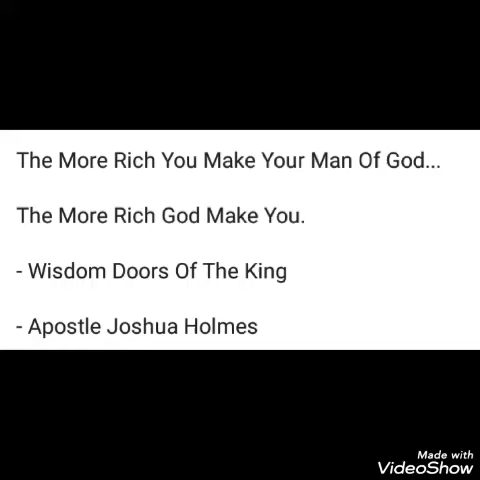 The More Rich You Make Your Man Of God...
The More Rich God Make You.
- Wisdom Doors Of The King
- Apostle Joshua Holmes
Made with
VideoShow